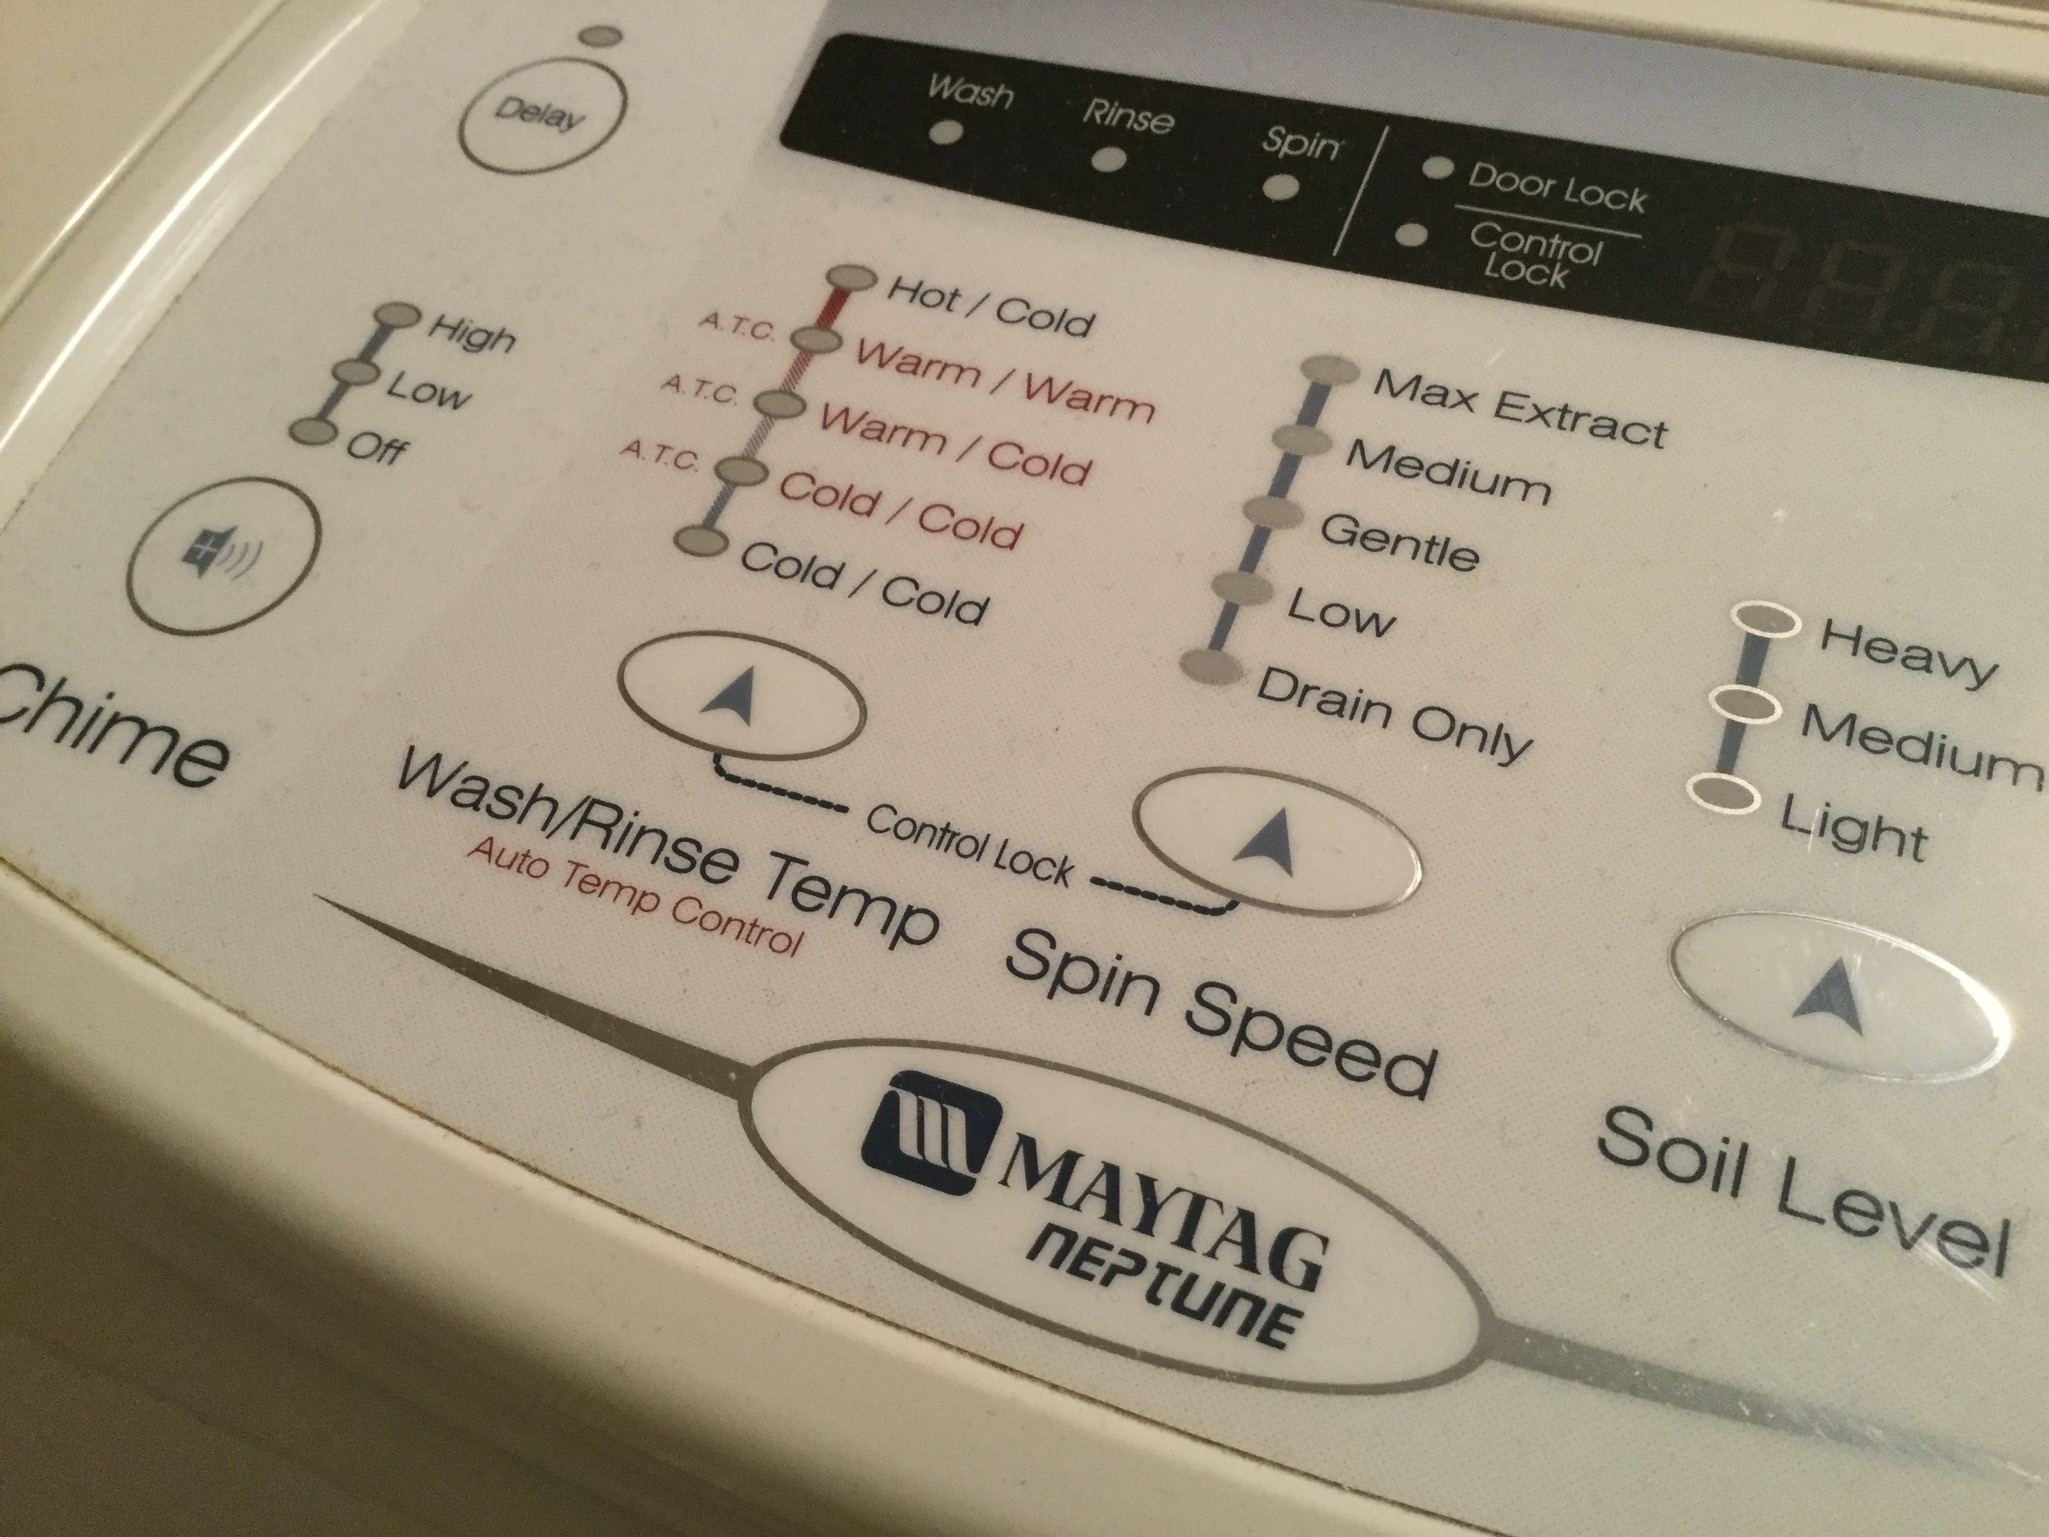 Delay
Wash
Rinse
Spin
Door Lock
Control
Lock
High
Low
Off
Chime
Hot / Cold
A.T.C. Warm / Warm
A.T.C. Warm / Cold
A.T.C. Cold / Cold
Cold / Cold
Wash/Rinse Temp
Auto Temp Control
Control Lock
Max Extract
Medium
Gentle
Low
Drain Only
Spin Speed
Heavy
Medium
Light
Soil Level
MAYTAG
NEPTUNE